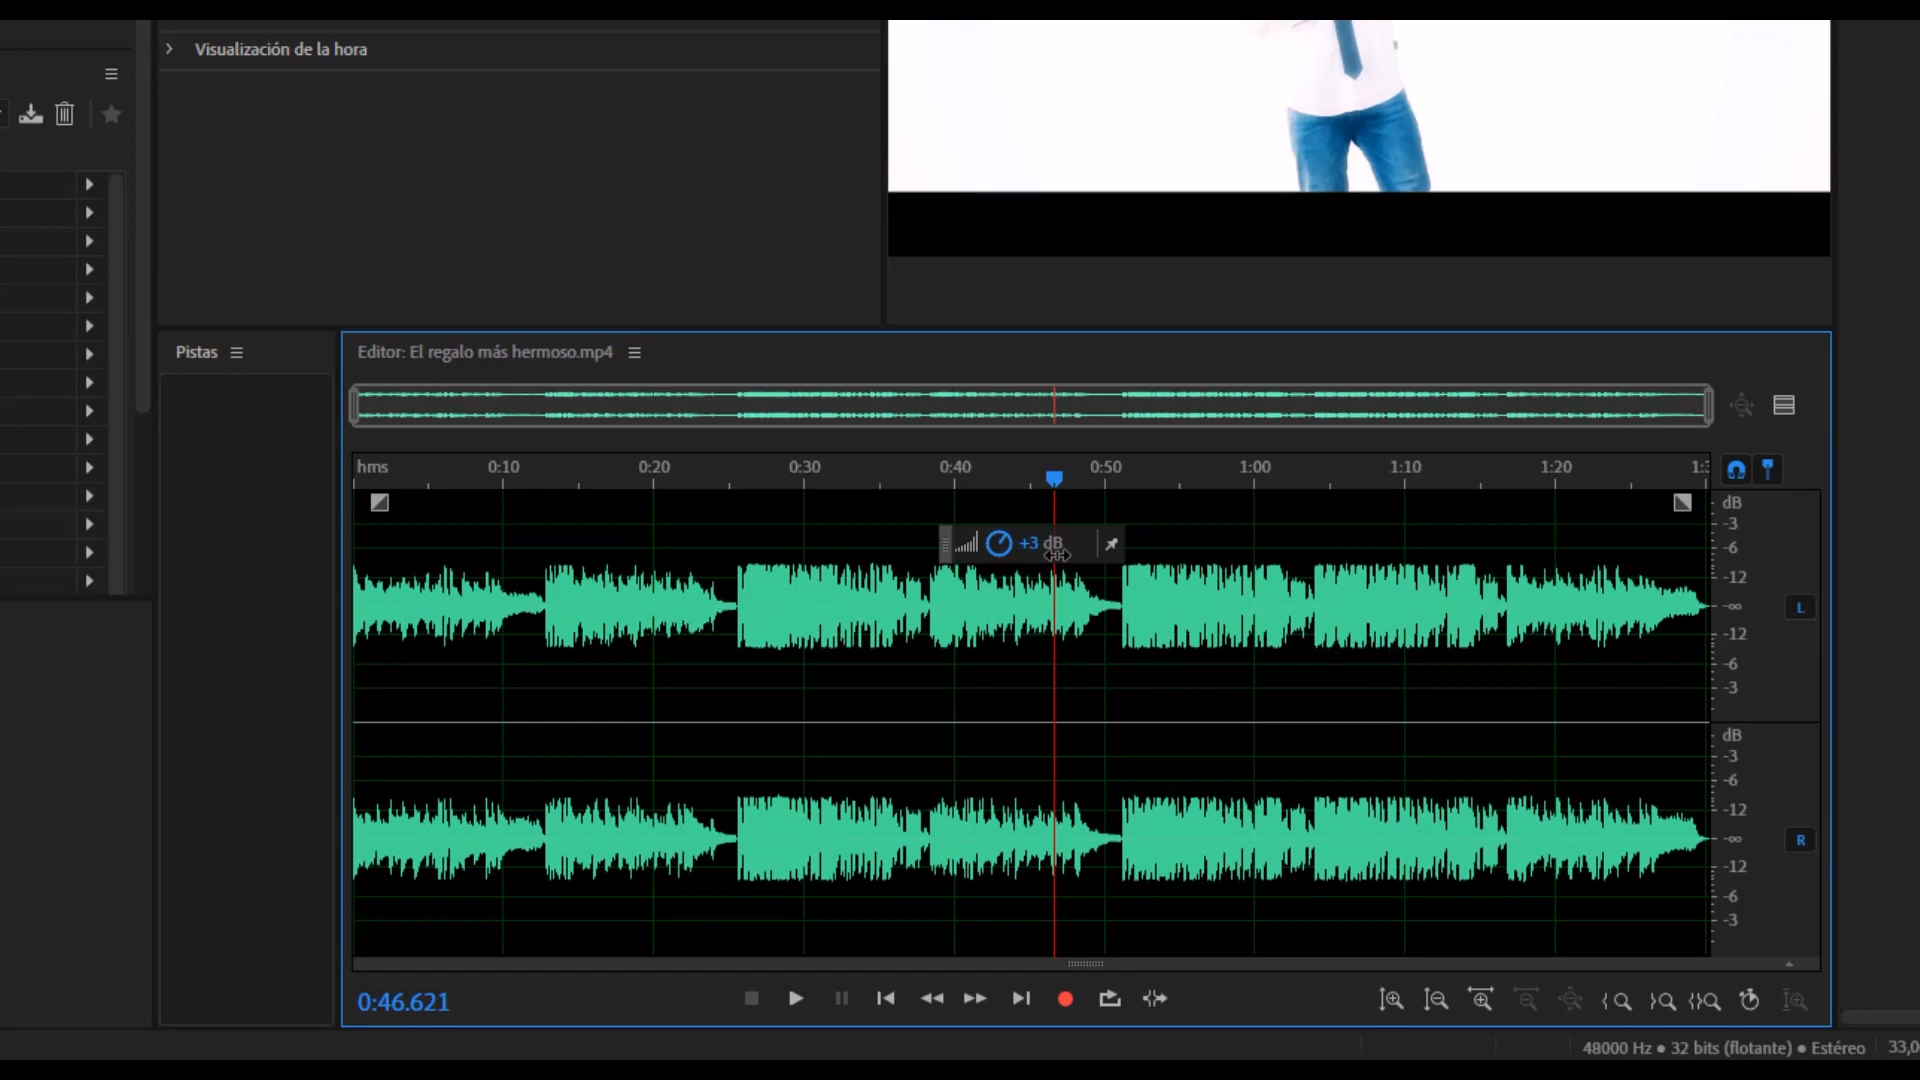 Visualización de la hora
Pistas
Editor: El regalo más hermoso.mp4
hms 0:10 0:20 0:30 0:40 0:50 1:00 1:10 1:20 1:3
+3 dB
dB
-3
-6
-12
-∞
-12
-6
-3
L
dB
-3
-6
-12
-∞
-12
-6
-3
R
0:46.621
48000 Hz ● 32 bits (flotante) ● Estéreo 33,0